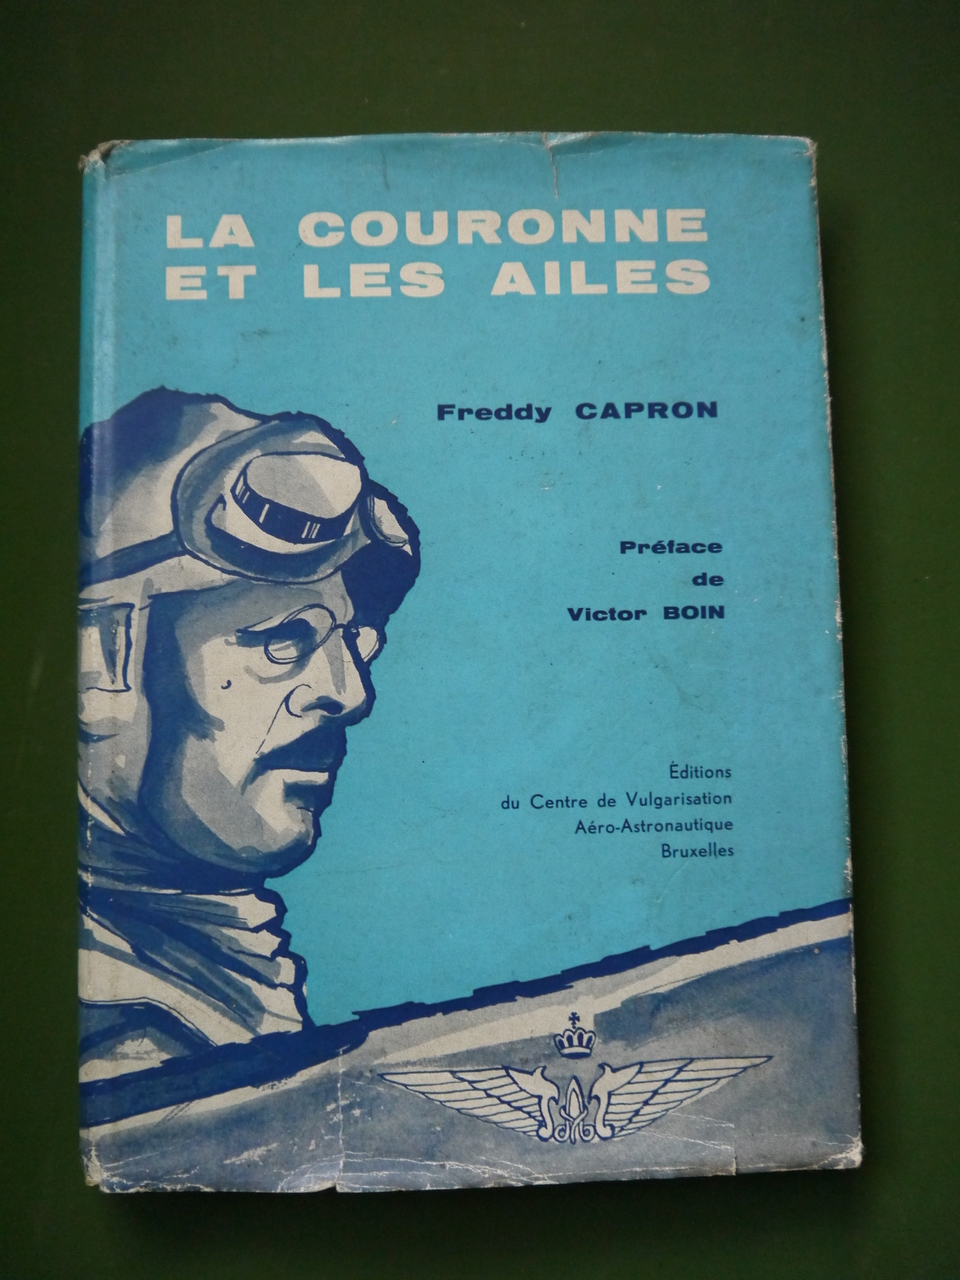 LA COURONNE
ET LES AILES
Freddy CAPRON
Préface
de
Victor BOIN
Éditions
du Centre de Vulgarisation
Aéro-Astronautique
Bruxelles